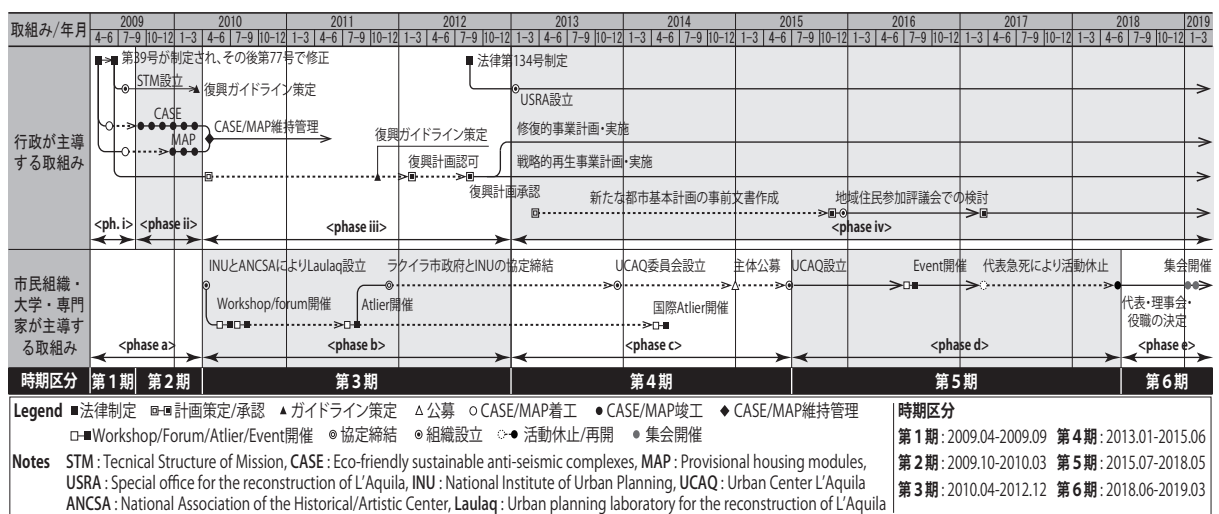 取組み/年月 2009 2010 2011 2012 2013 2014 2015 2016 2017 2018 2019
4-6 7-9 10-12 1-3 4-6 7-9 10-12 1-3 4-6 7-9 10-12 1-3 4-6 7-9 10-12 1-3 4-6 7-9 10-12 1-3 4-6 7-9 10-12 1-3 4-6 7-9 10-12 1-3 4-6 7-9 10-12 1-3 4-6 7-9 10-12 1-3 4-6 7-9 10-12 1-3
行政が主導
する取組み
第39号が制定され、その後第77号で修正
法律第134号制定
STM設立
復興ガイドライン策定
USRA設立
CASE
CASE/MAP維持管理
MAP
復興ガイドライン策定
修復的事業計画・実施
復興計画認可
戦略的再生事業計画・実施
復興計画承認
新たな都市基本計画の事前文書作成
地域住民参加評議会での検討
<ph. i> <phase ii> <phase iii> <phase iv>
市民組織・
大学・専門
家が主導す
る取組み
INUとANCSAによりLaulaq設立
ラクイラ市政府とINUの協定締結
UCAQ委員会設立
主体公募
UCAQ設立
Event開催
代表急死により活動休止
集会開催
Workshop/forum開催
Atlier開催
国際Atlier開催
代表・理事会・
役職の決定
<phase a> <phase b> <phase c> <phase d> <phase e>
時期区分 第1期 第2期 第3期 第4期 第5期 第6期
Legend ■法律制定 計画策定/承認 ▲ガイドライン策定 △公募 ○CASE/MAP着工 ●CASE/MAP竣工 ◆CASE/MAP維持管理
□-■Workshop/Forum/Atlier/Event開催 ◎協定締結 ⦿組織設立 活動休止/再開 ●集会開催
Notes STM : Tecnical Structure of Mission, CASE : Eco-friendly sustainable anti-seismic complexes, MAP : Provisional housing modules,
USRA : Special office for the reconstruction of L'Aquila, INU : National Institute of Urban Planning, UCAQ : Urban Center L'Aquila
ANCSA : National Association of the Historical/Artistic Center, Laulaq : Urban planning laboratory for the reconstruction of L'Aquila
時期区分
第1期 : 2009.04-2009.09 第4期 : 2013.01-2015.06
第2期 : 2009.10-2010.03 第5期 : 2015.07-2018.05
第3期 : 2010.04-2012.12 第6期 : 2018.06-2019.03